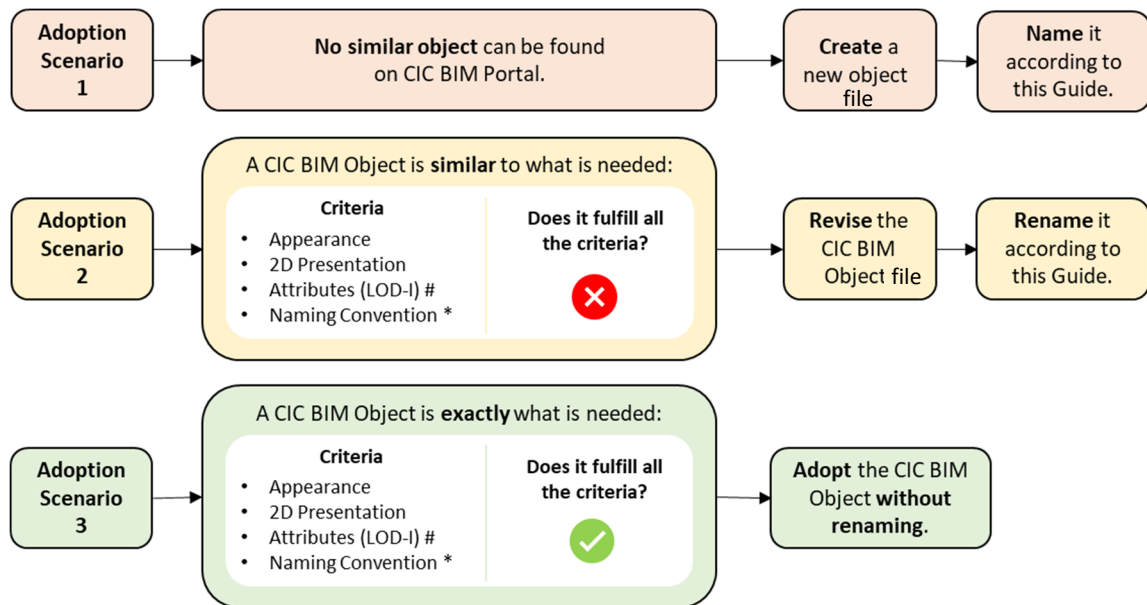 Adoption
Scenario
1
No similar object can be found
on CIC BIM Portal.
Create a
new object
file
Name it
according to
this Guide.
Adoption
Scenario
2
A CIC BIM Object is similar to what is needed:
Criteria
• Appearance
• 2D Presentation
• Attributes (LOD-I) #
• Naming Convention *
Does it fulfill all
the criteria?
Revise the
CIC BIM
Object file
Rename it
according to
this Guide.
Adoption
Scenario
3
A CIC BIM Object is exactly what is needed:
Criteria
• Appearance
• 2D Presentation
• Attributes (LOD-I) #
• Naming Convention *
Does it fulfill all
the criteria?
Adopt the CIC BIM
Object without
renaming.